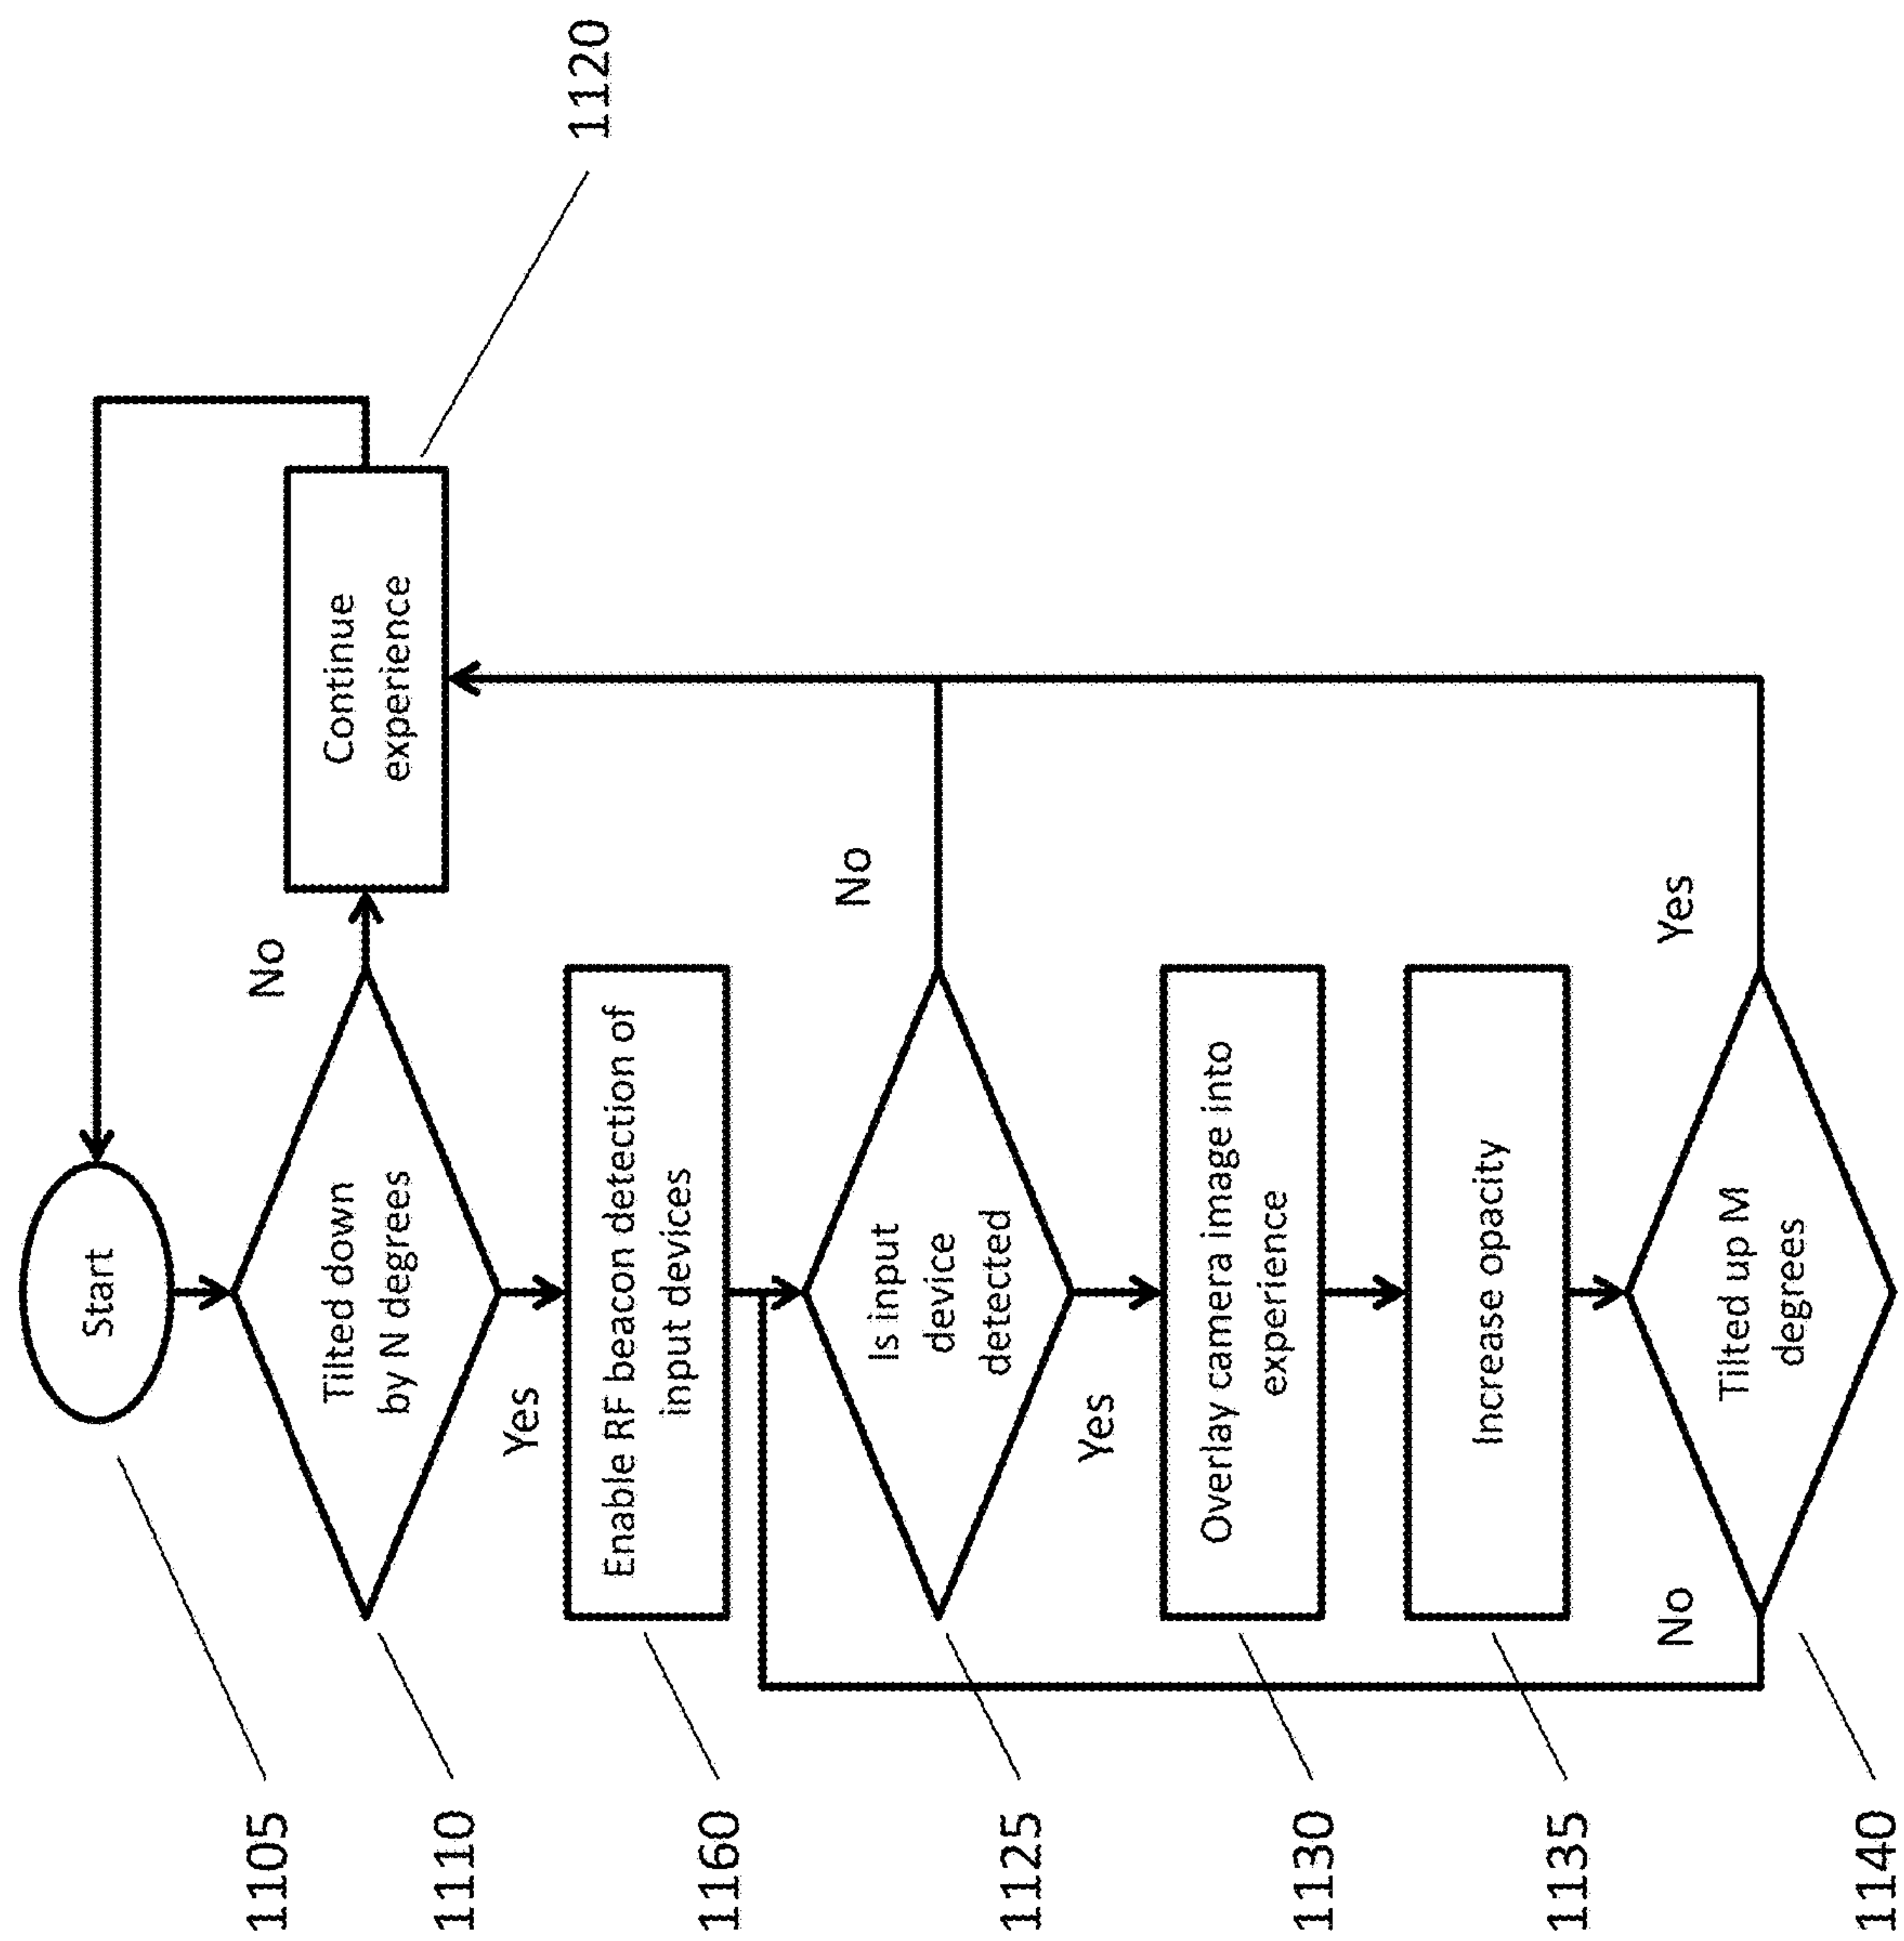 Start
1105
Tilted down
by N degrees
1110
No
Continue
experience
1120
Yes
Enable RF beacon detection of
input devices
1160
Is input
device
detected
1125
No
Yes
Overlay camera image into
experience
1130
Increase opacity
1135
Tilted up M
degrees
1140
No
Yes